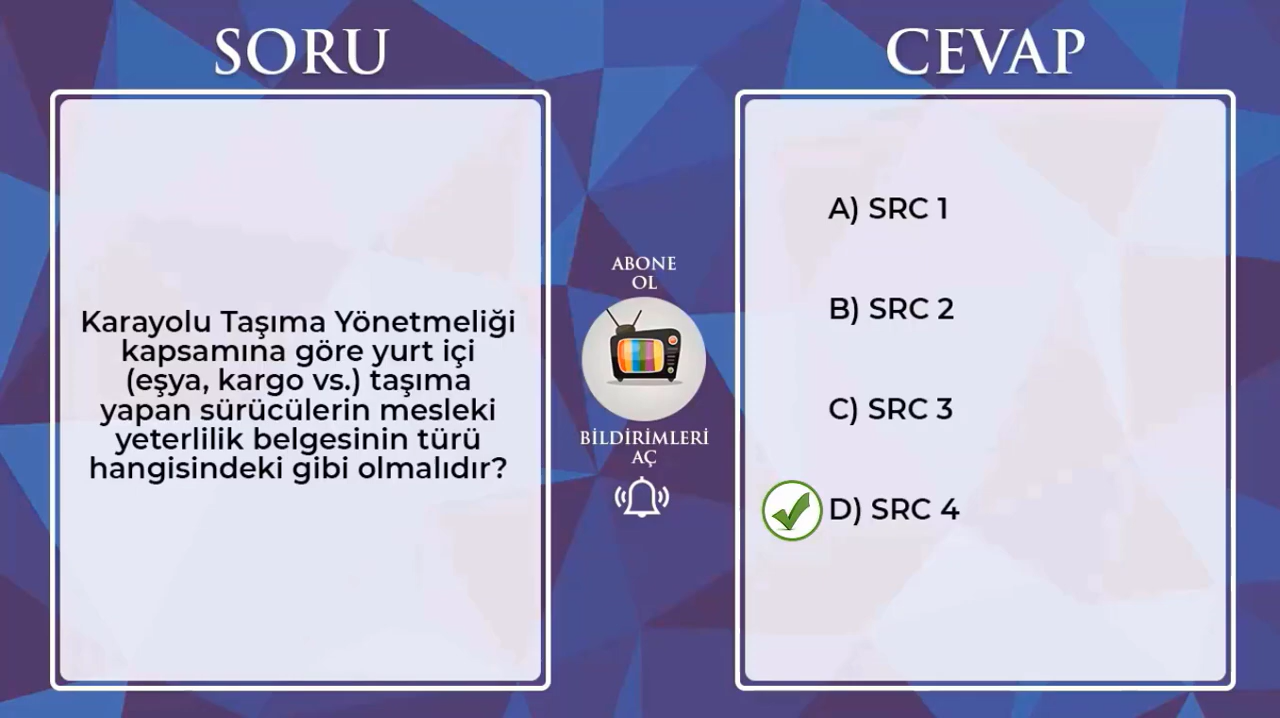 SORU
Karayolu Taşıma Yönetmeliği
kapsamına göre yurt içi
(eşya, kargo vs.) taşıma
yapan sürücülerin mesleki
yeterlilik belgesinin türü
hangisindeki gibi olmalıdır?
ABONE
OL
BİLDİRİMLERİ
AÇ
CEVAP
A) SRC 1
B) SRC 2
C) SRC 3
D) SRC 4